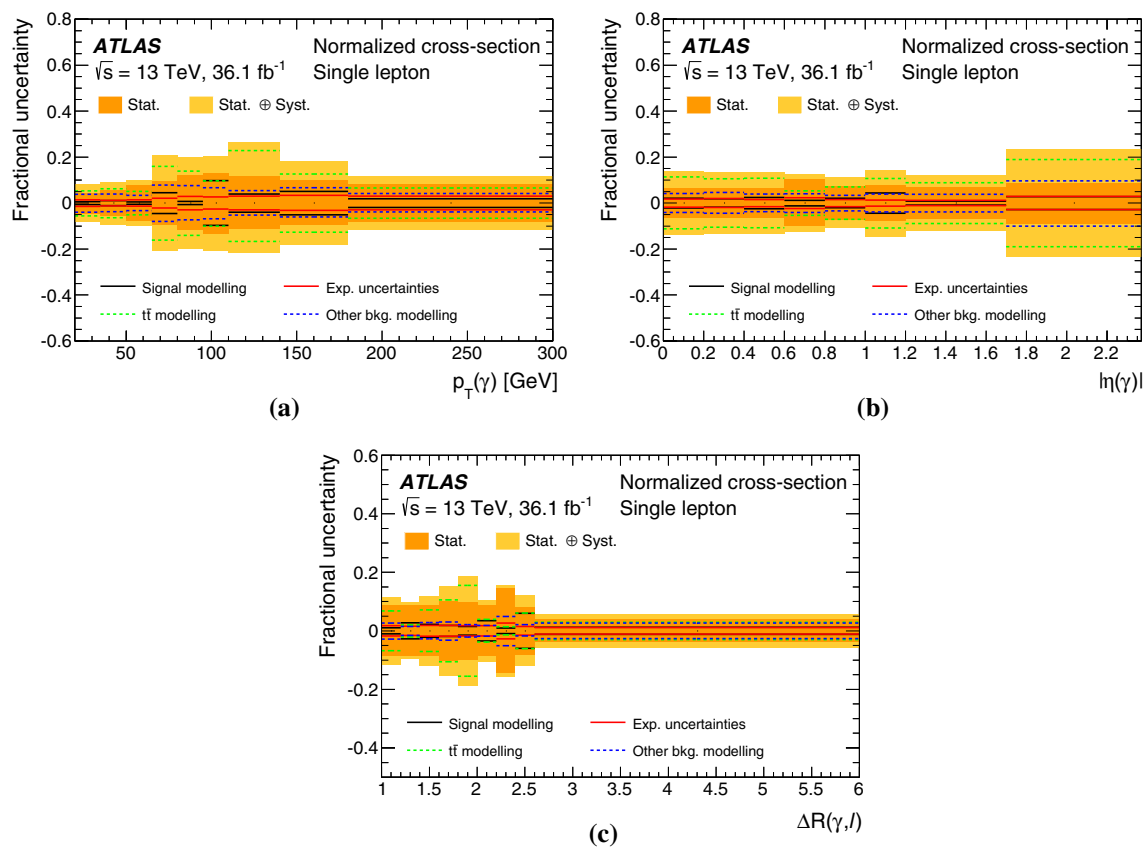 Fractional uncertainty
ATLAS
Normalized cross-section
√s = 13 TeV, 36.1 fb⁻¹
Single lepton
Stat.
Stat. ⊕ Syst.
0.6
0.4
0.2
0
-0.2
-0.4
-0.6
Signal modelling
Exp. uncertainties
tt̄ modelling
Other bkg. modelling
50 100 150 200 250 300
p_T(γ) [GeV]
(a)
Fractional uncertainty
ATLAS
Normalized cross-section
√s = 13 TeV, 36.1 fb⁻¹
Single lepton
Stat.
Stat. ⊕ Syst.
0.6
0.4
0.2
0
-0.2
-0.4
-0.6
Signal modelling
Exp. uncertainties
tt̄ modelling
Other bkg. modelling
0 0.2 0.4 0.6 0.8 1 1.2 1.4 1.6 1.8 2 2.2
|η(γ)|
(b)
Fractional uncertainty
ATLAS
Normalized cross-section
√s = 13 TeV, 36.1 fb⁻¹
Single lepton
Stat.
Stat. ⊕ Syst.
0.6
0.4
0.2
0
-0.2
-0.4
Signal modelling
Exp. uncertainties
tt̄ modelling
Other bkg. modelling
1 1.5 2 2.5 3 3.5 4 4.5 5 5.5 6
ΔR(γ,l)
(c)